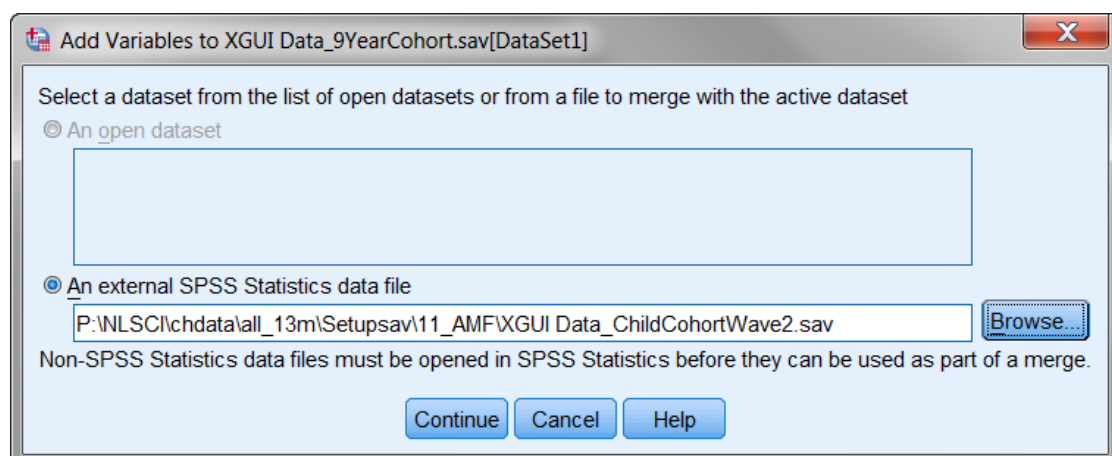 Add Variables to XGUI Data_9YearCohort.sav[DataSet1]
X
Select a dataset from the list of open datasets or from a file to merge with the active dataset
An open dataset
An external SPSS Statistics data file
P:\NLSCI\chdata\all_13m\Setupsav\11_AMF\XGUI Data_ChildCohortWave2.sav
Browse...
Non-SPSS Statistics data files must be opened in SPSS Statistics before they can be used as part of a merge.
Continue Cancel Help